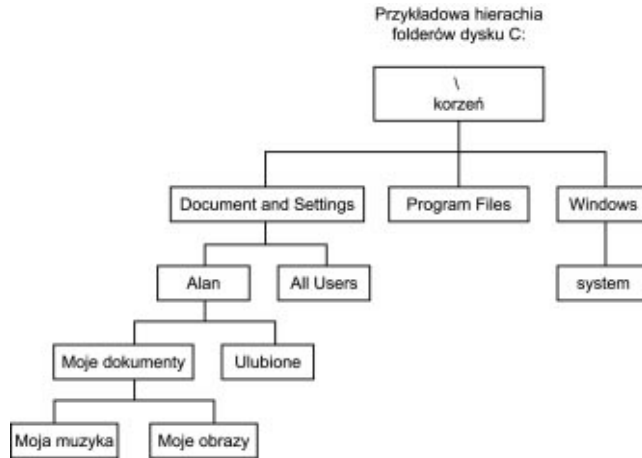 Przykładowa hierachia
folderów dysku C:
\
korzeń
Document and Settings
Program Files
Windows
Alan
All Users
system
Moje dokumenty
Ulubione
Moja muzyka
Moje obrazy